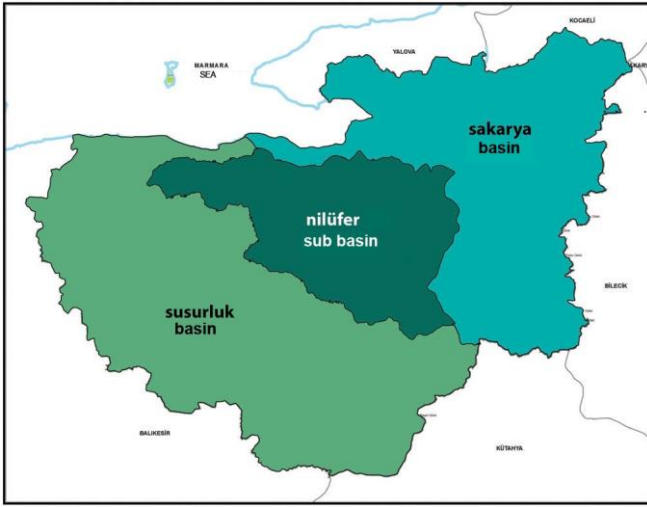 KOCAELİ
YALOVA
MARMARA
SEA
sakarya
basin
nilüfer
sub basin
BİLECİK
susurluk
basin
BALIKESİR
KÜTAHYA